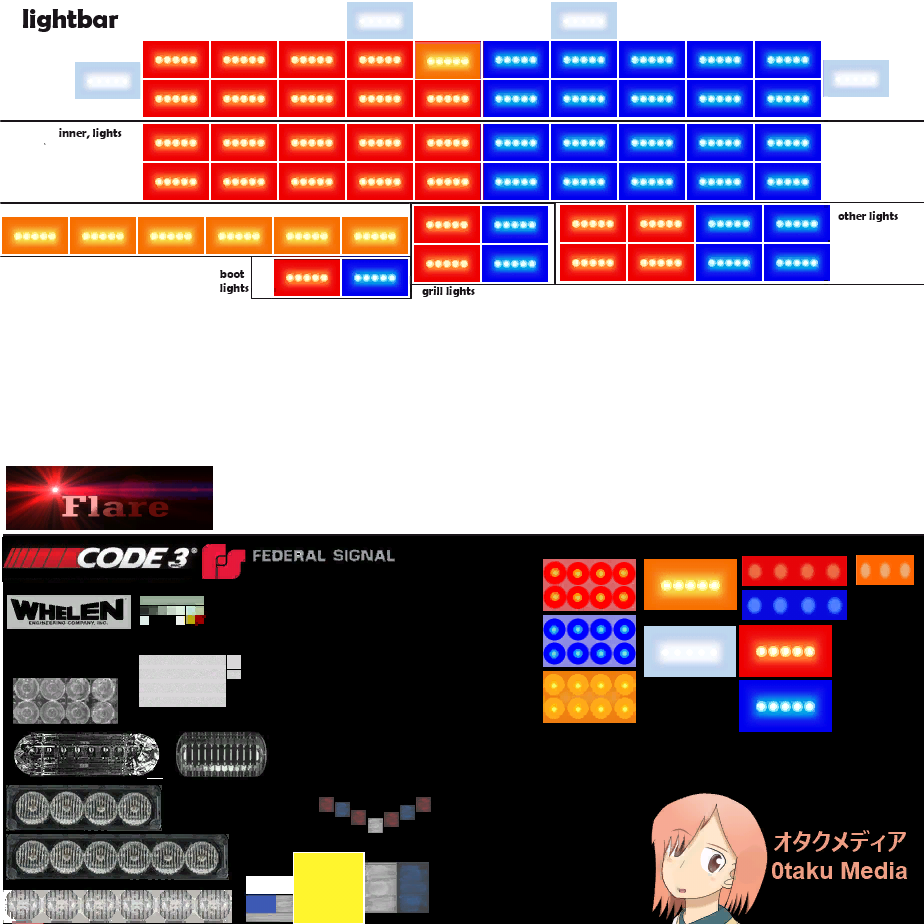 lightbar
inner, lights
other lights
boot
lights
grill lights
Flare
CODE 3®
FEDERAL SIGNAL
WHELEN
ENGINEERING COMPANY, INC.
オタクメディア
0taku Media